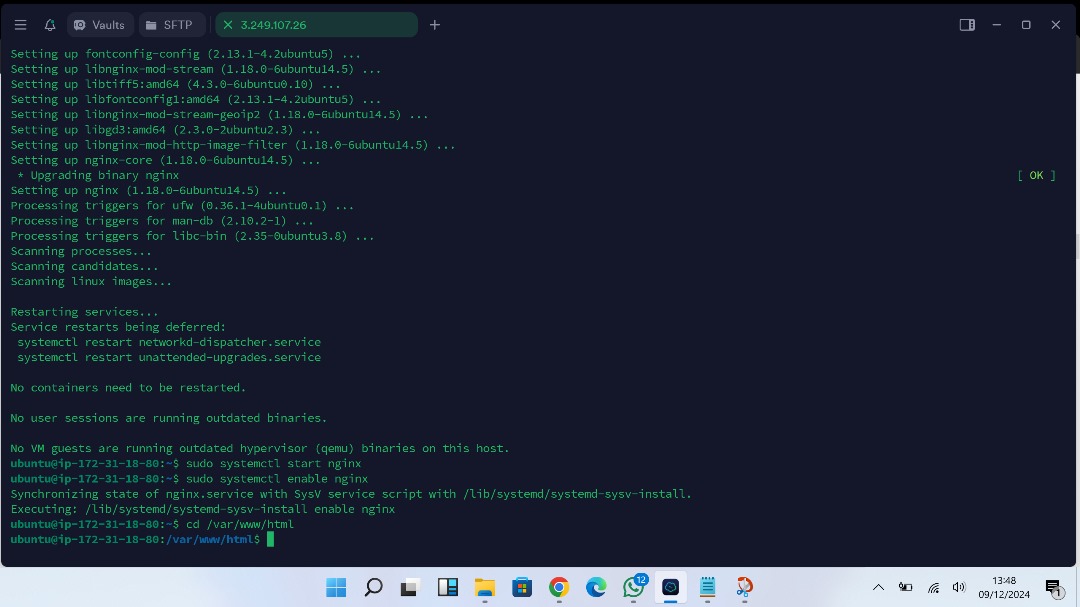 Vaults
SFTP
3.249.107.26
Setting up fontconfig-config (2.13.1-4.2ubuntu5) ...
Setting up libnginx-mod-stream (1.18.0-6ubuntu14.5) ...
Setting up libtiff5:amd64 (4.3.0-6ubuntu0.10) ...
Setting up libfontconfig1:amd64 (2.13.1-4.2ubuntu5) ...
Setting up libnginx-mod-stream-geoip2 (1.18.0-6ubuntu14.5) ...
Setting up libgd3:amd64 (2.3.0-2ubuntu2.3) ...
Setting up libnginx-mod-http-image-filter (1.18.0-6ubuntu14.5) ...
Setting up nginx-core (1.18.0-6ubuntu14.5) ...
* Upgrading binary nginx [ OK ]
Setting up nginx (1.18.0-6ubuntu14.5) ...
Processing triggers for ufw (0.36.1-4ubuntu0.1) ...
Processing triggers for man-db (2.10.2-1) ...
Processing triggers for libc-bin (2.35-0ubuntu3.8) ...
Scanning processes...
Scanning candidates...
Scanning linux images...
Restarting services...
Service restarts being deferred:
systemctl restart networkd-dispatcher.service
systemctl restart unattended-upgrades.service
No containers need to be restarted.
No user sessions are running outdated binaries.
No VM guests are running outdated hypervisor (qemu) binaries on this host.
ubuntu@ip-172-31-18-80:~$ sudo systemctl start nginx
ubuntu@ip-172-31-18-80:~$ sudo systemctl enable nginx
Synchronizing state of nginx.service with SysV service script with /lib/systemd/systemd-sysv-install.
Executing: /lib/systemd/systemd-sysv-install enable nginx
ubuntu@ip-172-31-18-80:~$ cd /var/www/html
ubuntu@ip-172-31-18-80:/var/www/html$
12
13:48
09/12/2024
1